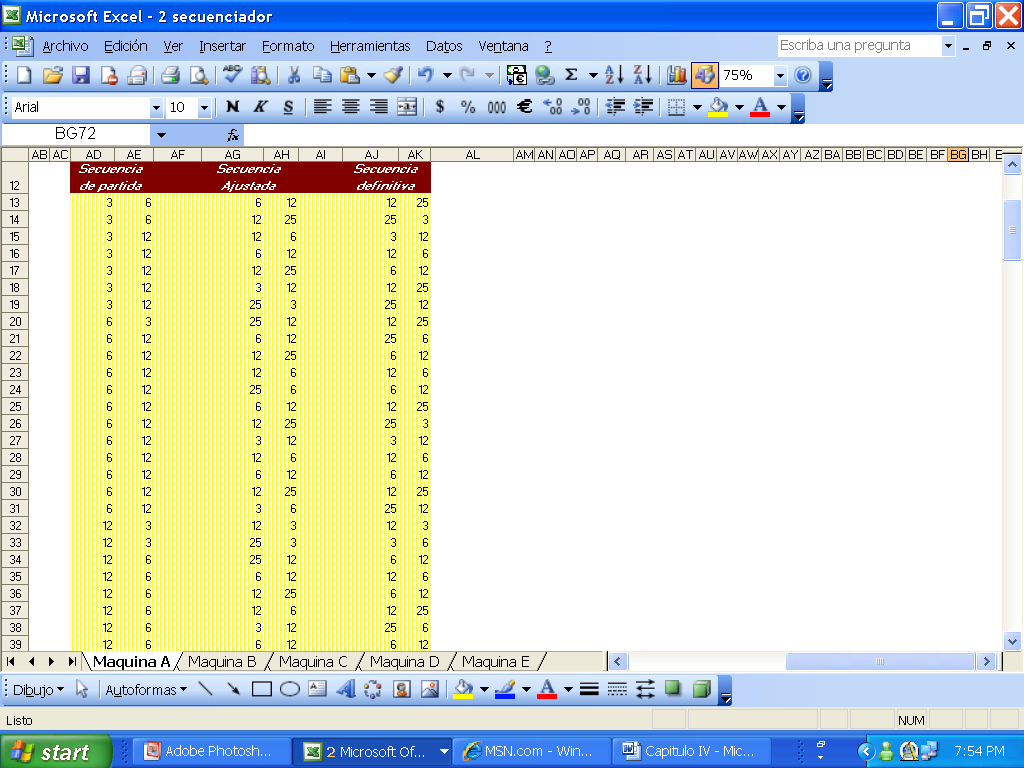 Microsoft Excel - 2 secuenciador
Archivo Edición Ver Insertar Formato Herramientas Datos Ventana ? Escriba una pregunta
Σ A Z Z A 75% ?
Arial 10 N K S $ % 000 €
BG72 fx
AB AC AD AE AF AG AH AI AJ AK AL AM AN AO AP AQ AR AS AT AU AV AW AX AY AZ BA BB BC BD BE BF BG BH E
Secuencia Secuencia Secuencia
12 de partida Ajustada definitiva
13 3 6 6 12 12 25
14 3 6 12 25 25 3
15 3 12 12 6 3 12
16 3 12 6 12 12 6
17 3 12 12 25 6 12
18 3 12 3 12 12 25
19 3 12 25 3 25 12
20 6 3 25 12 12 25
21 6 12 6 12 25 6
22 6 12 12 25 6 12
23 6 12 12 6 12 6
24 6 12 25 6 6 12
25 6 12 6 12 12 25
26 6 12 12 25 25 3
27 6 12 3 12 3 12
28 6 12 12 6 12 6
29 6 12 6 12 6 12
30 6 12 12 25 12 25
31 6 12 3 6 25 12
32 12 3 12 3 12 3
33 12 3 25 3 3 6
34 12 6 25 12 6 12
35 12 6 6 12 12 6
36 12 6 12 25 6 12
37 12 6 12 6 12 25
38 12 6 3 12 25 6
39 12 6 6 12 6 12
Maquina A Maquina B Maquina C Maquina D Maquina E
Dibujo Autoformas
Listo NUM
start Adobe Photosh... 2 Microsoft Of... MSN.com - Win... Capitulo IV - Mic... 7:54 PM